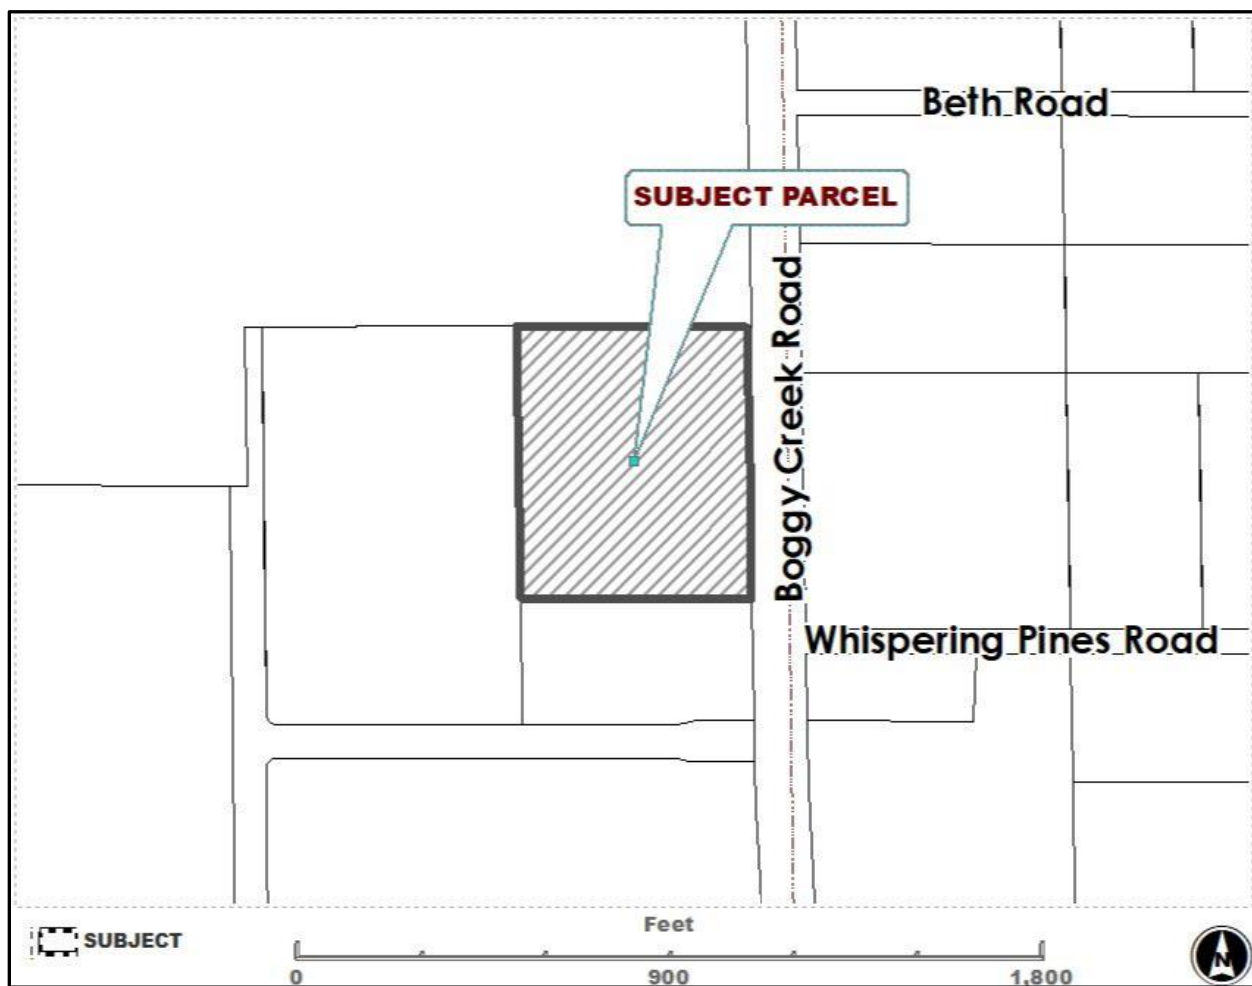 Beth Road
SUBJECT PARCEL
Boggy Creek Road
Whispering Pines Road
Feet
SUBJECT
0 900 1,800
N